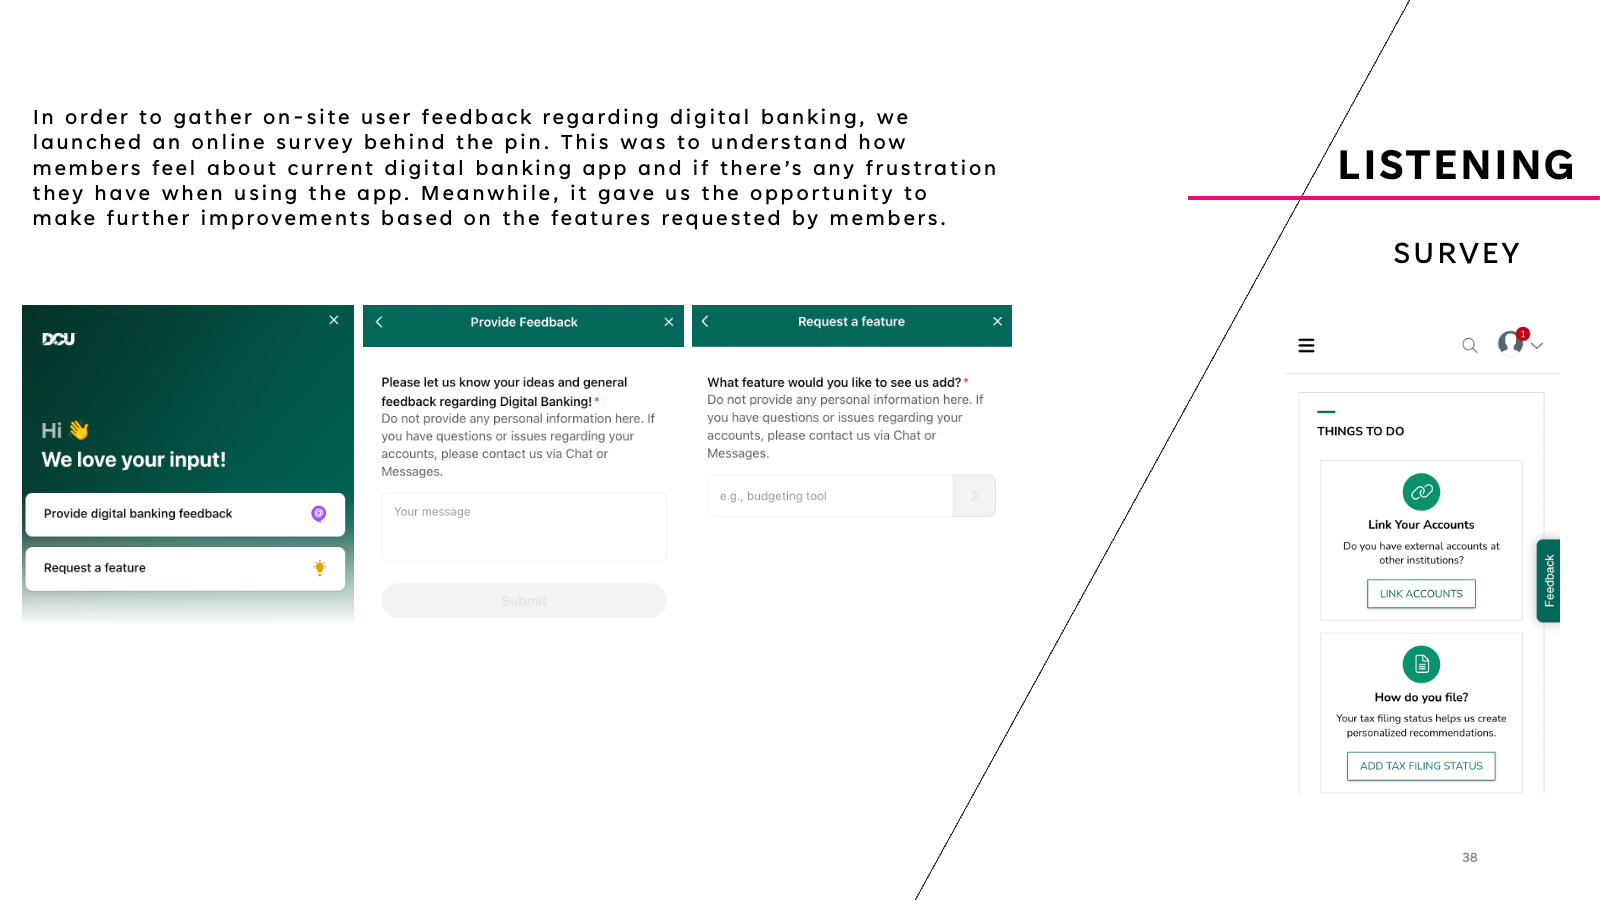 In order to gather on-site user feedback regarding digital banking, we
launched an online survey behind the pin. This was to understand how
members feel about current digital banking app and if there’s any frustration
they have when using the app. Meanwhile, it gave us the opportunity to
make further improvements based on the features requested by members.
LISTENING
SURVEY
DCU
Hi 👋
We love your input!
Provide digital banking feedback
Request a feature
Provide Feedback
Please let us know your ideas and general
feedback regarding Digital Banking! *
Do not provide any personal information here. If
you have questions or issues regarding your
accounts, please contact us via Chat or
Messages.
Your message
Submit
Request a feature
What feature would you like to see us add? *
Do not provide any personal information here. If
you have questions or issues regarding your
accounts, please contact us via Chat or
Messages.
e.g., budgeting tool
1
THINGS TO DO
Link Your Accounts
Do you have external accounts at
other institutions?
LINK ACCOUNTS
Feedback
How do you file?
Your tax filing status helps us create
personalized recommendations.
ADD TAX FILING STATUS
38